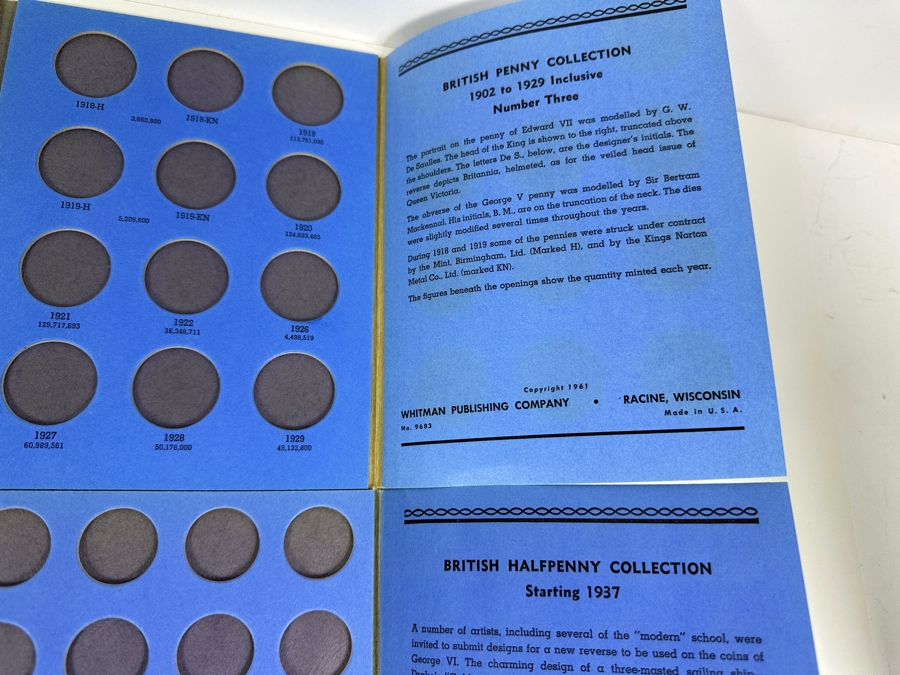 1918-H
3,660,800
1918-KN
1919
113,761,090
1919-H
5,209,600
1919-KN
1920
124,693,485
1921
129,717,693
1922
16,346,711
1926
4,498,519
1927
60,989,561
1928
50,178,000
1929
49,132,800
BRITISH PENNY COLLECTION
1902 to 1929 Inclusive
Number Three
The portrait on the penny of Edward VII was modelled by G. W.
De Saulles. The head of the King is shown to the right, truncated above
the shoulders. The letters De S., below, are the designer's initials. The
reverse depicts Britannia, helmeted, as for the veiled head issue of
Queen Victoria.
The obverse of the George V penny was modelled by Sir Bertram
Mackennal. His initials, B. M., are on the truncation of the neck. The dies
were slightly modified several times throughout the years.
During 1918 and 1919 some of the pennies were struck under contract
by the Mint, Birmingham, Ltd. (Marked H), and by the Kings Norton
Metal Co., Ltd. (marked KN).
The figures beneath the openings show the quantity minted each year.
Copyright 1961
WHITMAN PUBLISHING COMPANY • RACINE, WISCONSIN
No. 9683 Made in U. S. A.
BRITISH HALFPENNY COLLECTION
Starting 1937
A number of artists, including several of the "modern" school, were
invited to submit designs for a new reverse to be used on the coins of
George VI. The charming design of a three-masted sailing ship,